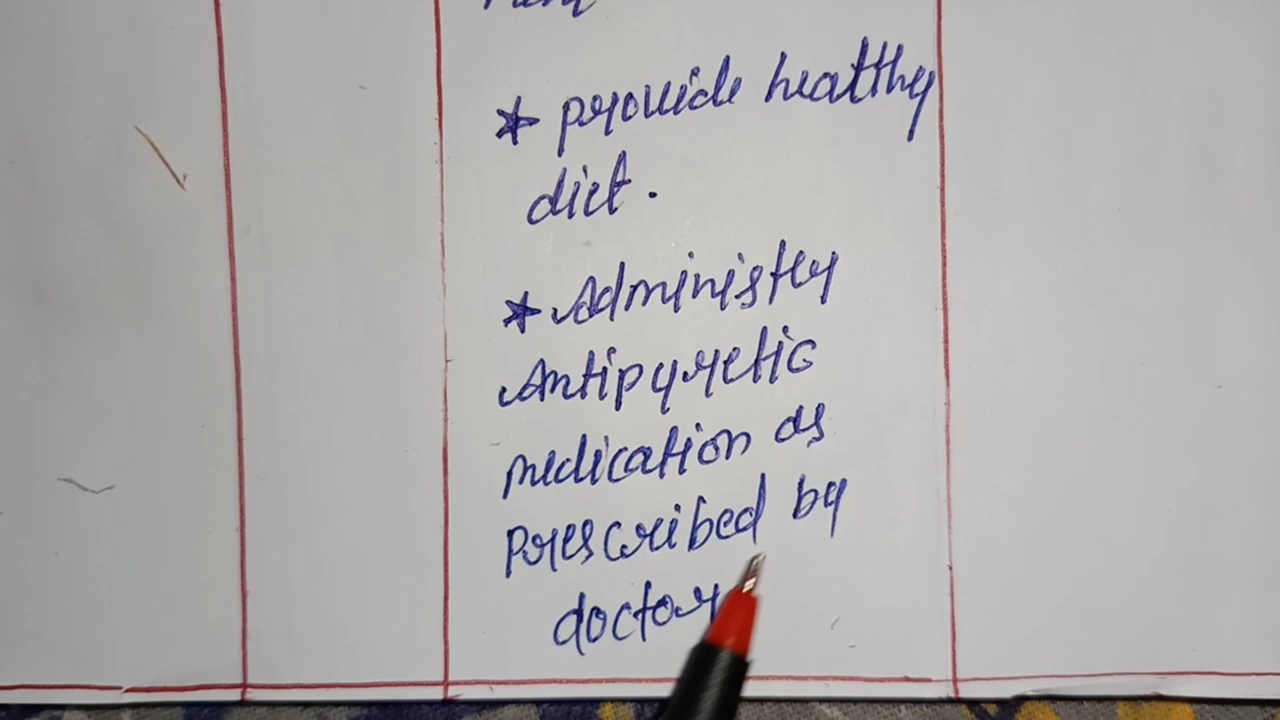 * provide healthy
diet.
* Administer
Antipyretic
medication as
prescribed by
doctor